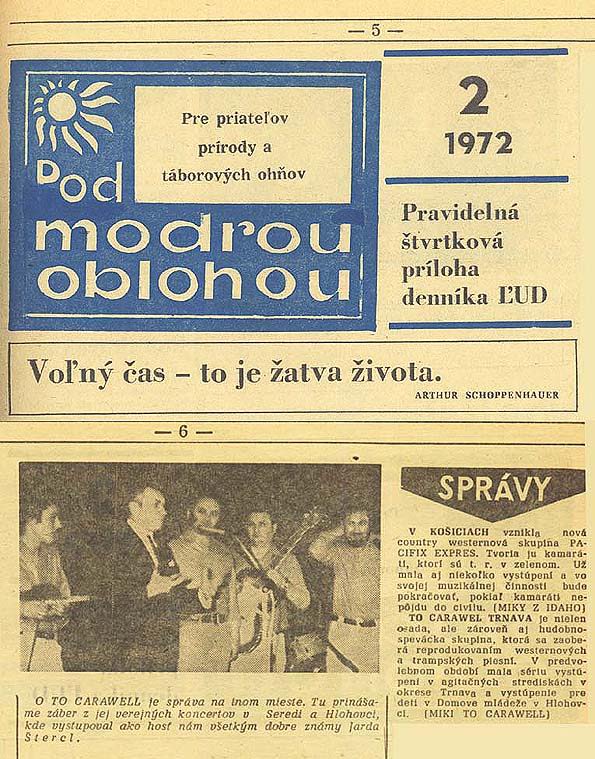 — 5 —
Pre priateľov
prírody a
táborových ohňov
Pod
modrou
oblohou
2
1972
Pravidelná
štvrtková
príloha
denníka ĽUD
Voľný čas – to je žatva života.
ARTHUR SCHOPPENHAUER
— 6 —
O TO CARAWELL je správa na inom mieste. Tu prináša-
me záber z jej verejných koncertov v Seredi a Hlohovci,
kde vystupoval ako hosť nám všetkým dobre známy Jarda
Štercl.
SPRÁVY
V KOŠICIACH vznikla nová
country westernová skupina PA-
CIFIX EXPRES. Tvoria ju kamará-
ti, ktorí sú t. r. v zelenom. Už
mala aj niekoľko vystúpení a vo
svojej muzikálnej činnosti bude
pokračovať, pokiaľ kamaráti ne-
pôjdu do civilu. (MIKY Z IDAHO)
TO CARAWEL TRNAVA je nielen
osada, ale zároveň aj hudobno-
spevácka skupina, ktorá sa zaobe-
rá reprodukovaním westernových
a trampských piesní. V predvo-
lebnom období mala sériu vystú-
pení v agitačných strediskách v
okrese Trnava a vystúpenie pre
deti v Domove mládeže v Hlohov-
ci. (MIKI TO CARAWELL)